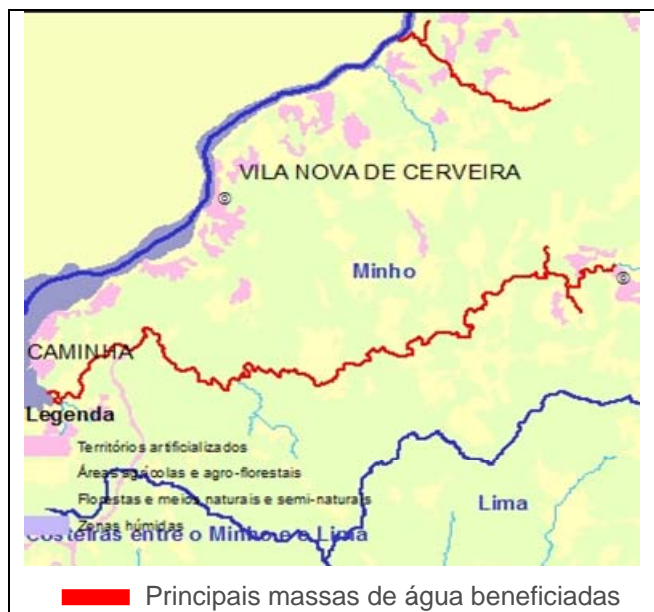 VILA NOVA DE CERVEIRA
Minho
CAMINHA
Legenda
Territórios artificializados
Áreas agrícolas e agro-florestais
Florestas e meios naturais e semi-naturais
Lima
Zonas húmidas
Costeiras entre o Minho e o Lima
Principais massas de água beneficiadas